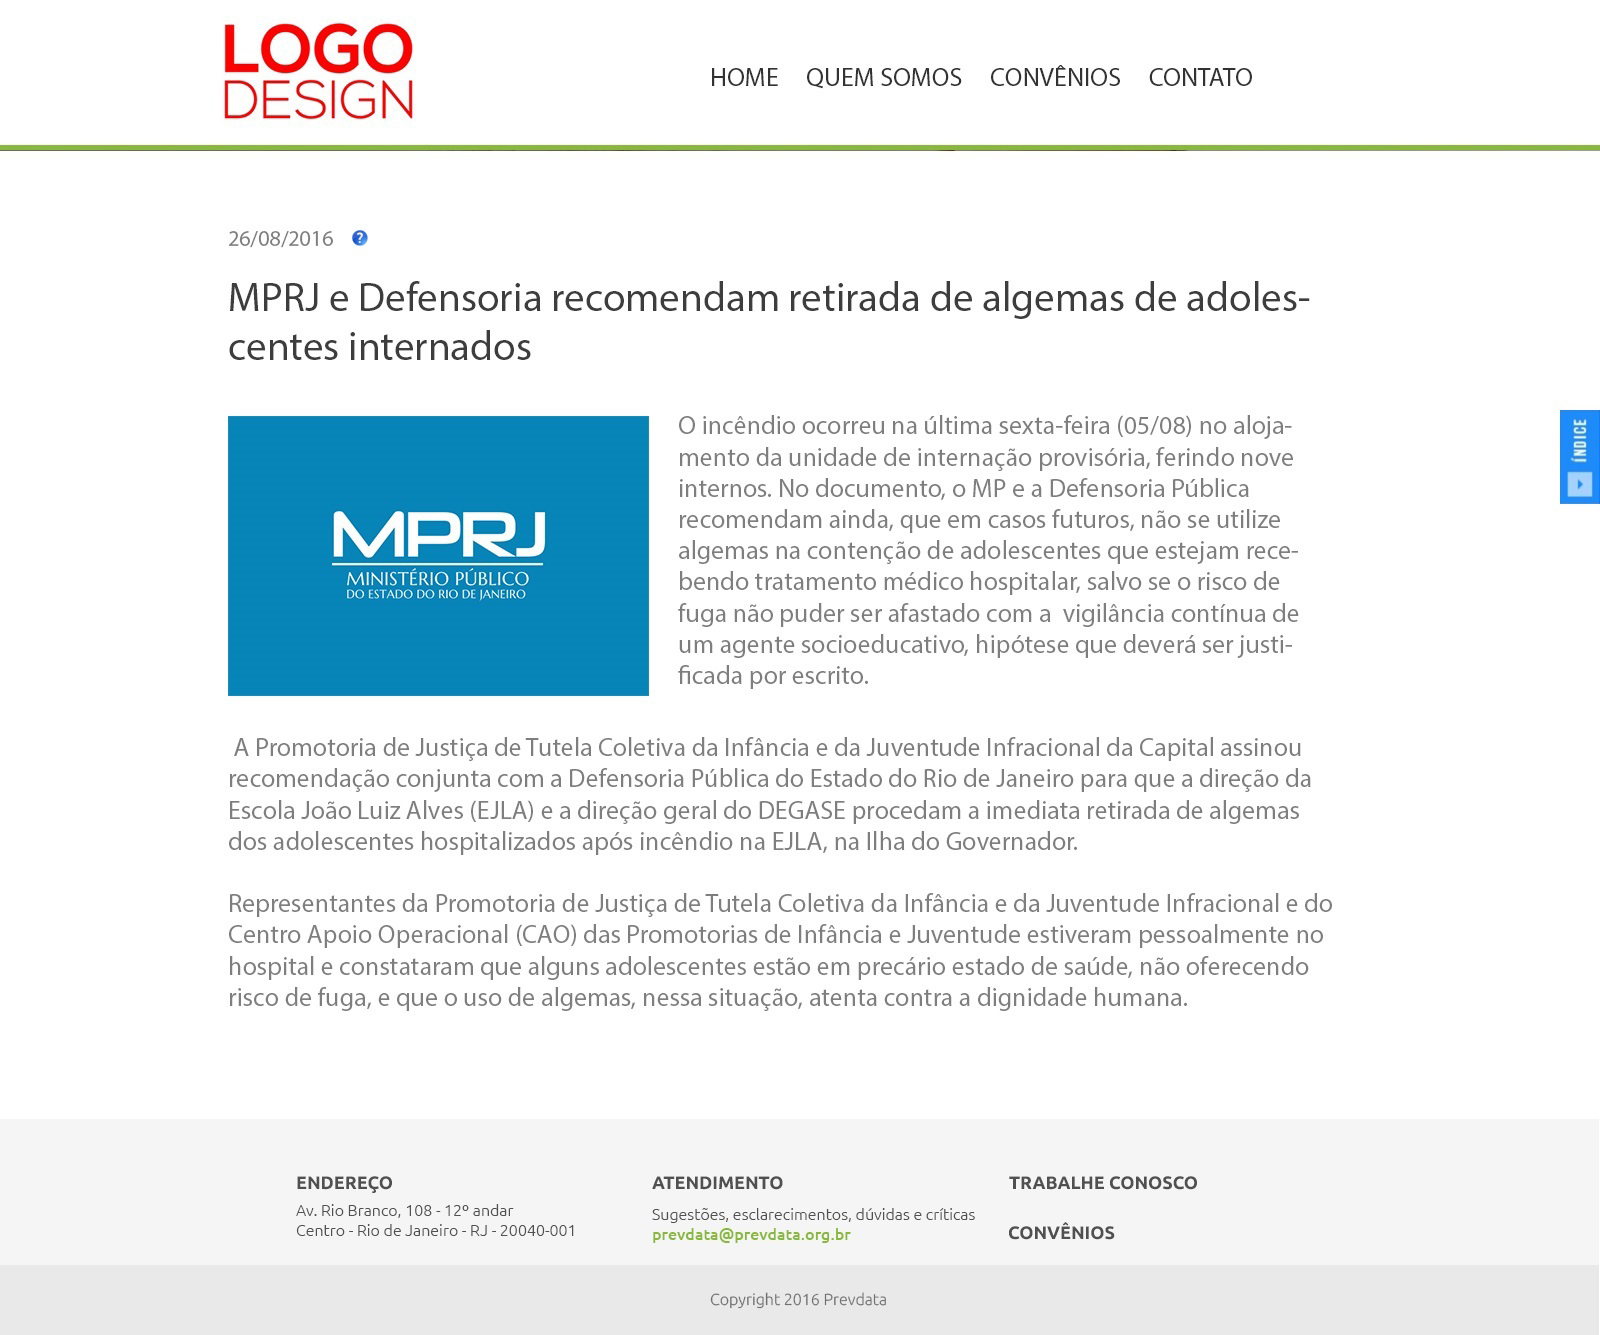 LOGO
DESIGN
HOME QUEM SOMOS CONVÊNIOS CONTATO
26/08/2016 ?
MPRJ e Defensoria recomendam retirada de algemas de adoles-
centes internados
MPRJ
MINISTÉRIO PÚBLICO
DO ESTADO DO RIO DE JANEIRO
O incêndio ocorreu na última sexta-feira (05/08) no aloja-
mento da unidade de internação provisória, ferindo nove
internos. No documento, o MP e a Defensoria Pública
recomendam ainda, que em casos futuros, não se utilize
algemas na contenção de adolescentes que estejam rece-
bendo tratamento médico hospitalar, salvo se o risco de
fuga não puder ser afastado com a vigilância contínua de
um agente socioeducativo, hipótese que deverá ser justi-
ficada por escrito.
ÍNDICE
A Promotoria de Justiça de Tutela Coletiva da Infância e da Juventude Infracional da Capital assinou
recomendação conjunta com a Defensoria Pública do Estado do Rio de Janeiro para que a direção da
Escola João Luiz Alves (EJLA) e a direção geral do DEGASE procedam a imediata retirada de algemas
dos adolescentes hospitalizados após incêndio na EJLA, na Ilha do Governador.
Representantes da Promotoria de Justiça de Tutela Coletiva da Infância e da Juventude Infracional e do
Centro Apoio Operacional (CAO) das Promotorias de Infância e Juventude estiveram pessoalmente no
hospital e constataram que alguns adolescentes estão em precário estado de saúde, não oferecendo
risco de fuga, e que o uso de algemas, nessa situação, atenta contra a dignidade humana.
ENDEREÇO
Av. Rio Branco, 108 - 12º andar
Centro - Rio de Janeiro - RJ - 20040-001
ATENDIMENTO
Sugestões, esclarecimentos, dúvidas e críticas
prevdata@prevdata.org.br
TRABALHE CONOSCO
CONVÊNIOS
Copyright 2016 Prevdata